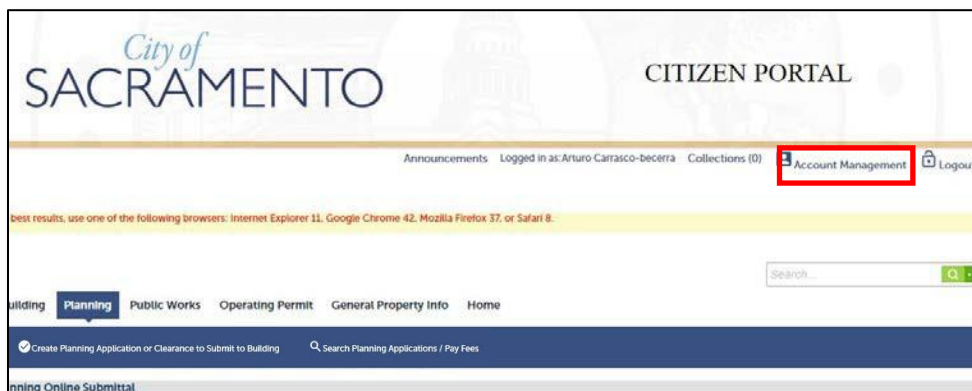 City of
SACRAMENTO
CITIZEN PORTAL
Announcements Logged in as:Arturo Carrasco-becerra Collections (0) Account Management Logout
best results, use one of the following browsers: Internet Explorer 11, Google Chrome 42, Mozilla Firefox 37, or Safari 8.
Search...
uilding Planning Public Works Operating Permit General Property Info Home
Create Planning Application or Clearance to Submit to Building Search Planning Applications / Pay Fees
nning Online Submittal